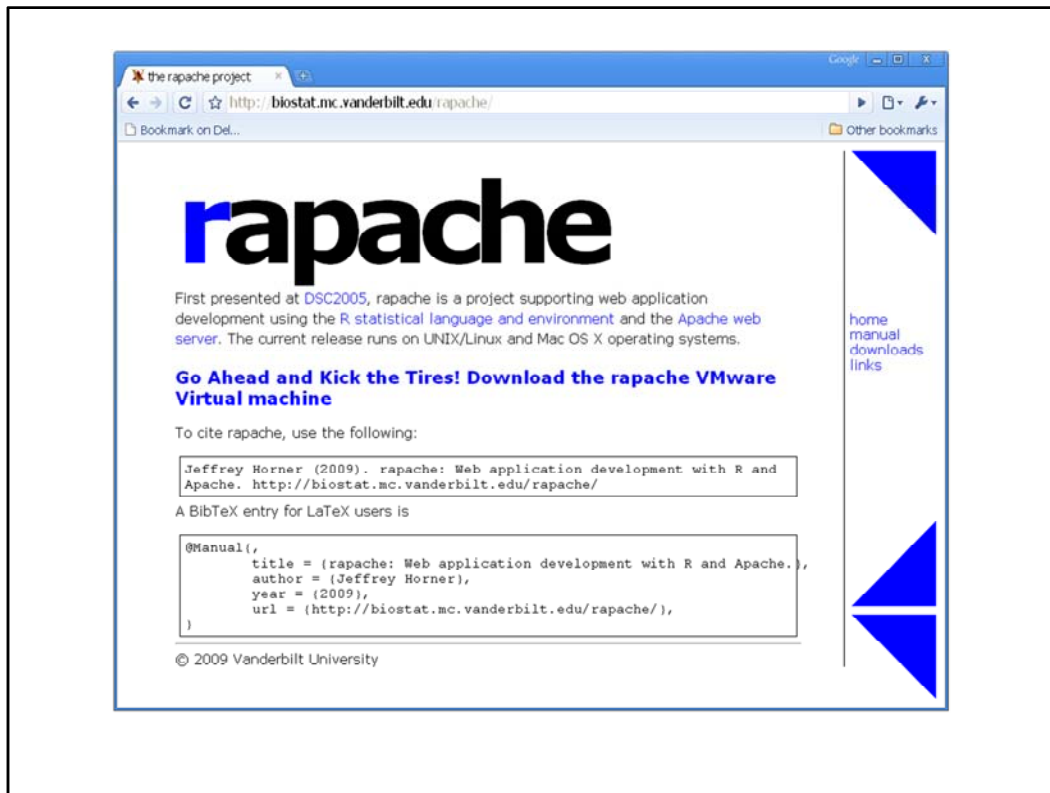 Google
the rapache project
http://biostat.mc.vanderbilt.edu/rapache/
Bookmark on Del...
Other bookmarks
rapache
First presented at DSC2005, rapache is a project supporting web application
development using the R statistical language and environment and the Apache web
server. The current release runs on UNIX/Linux and Mac OS X operating systems.
Go Ahead and Kick the Tires! Download the rapache VMware
Virtual machine
To cite rapache, use the following:
Jeffrey Horner (2009). rapache: Web application development with R and
Apache. http://biostat.mc.vanderbilt.edu/rapache/
A BibTeX entry for LaTeX users is
@Manual{,
title = {rapache: Web application development with R and Apache.},
author = {Jeffrey Horner},
year = {2009},
url = {http://biostat.mc.vanderbilt.edu/rapache/},
}
© 2009 Vanderbilt University
home
manual
downloads
links